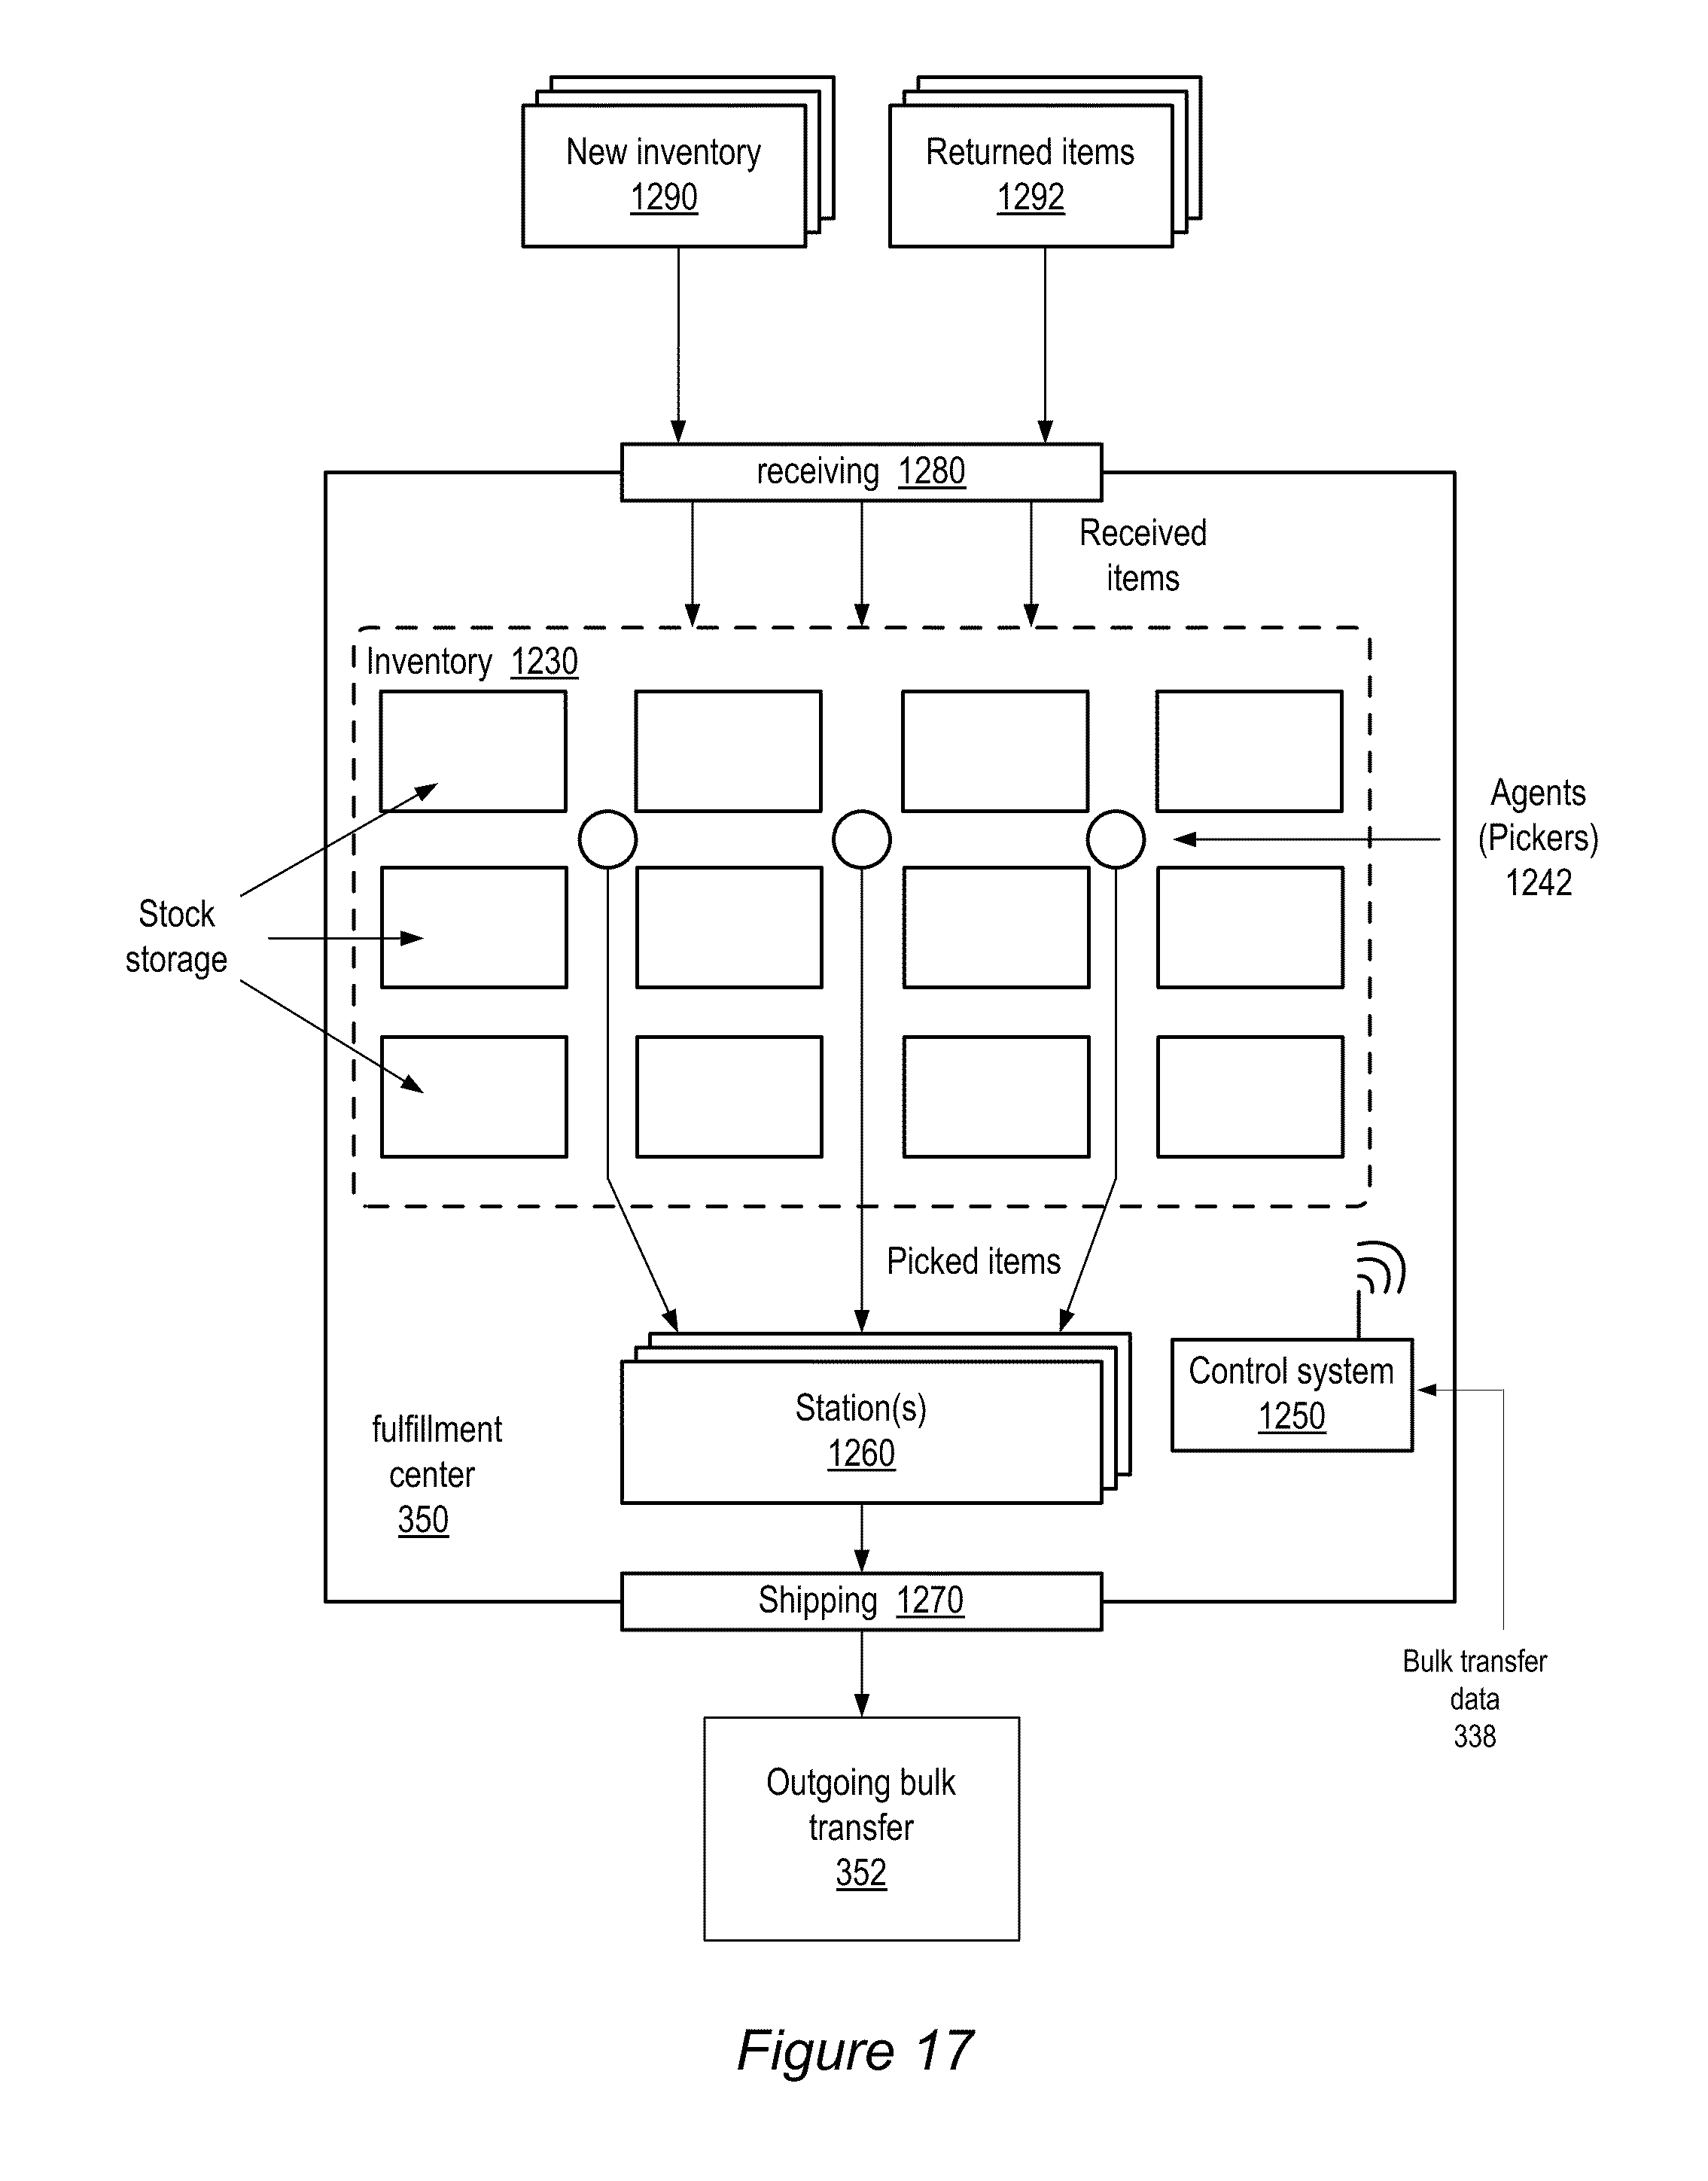 New inventory
1290
Returned items
1292
receiving 1280
Received
items
Inventory 1230
Agents
(Pickers)
1242
Stock
storage
Picked items
Control system
1250
Station(s)
1260
fulfillment
center
350
Shipping 1270
Bulk transfer
data
338
Outgoing bulk
transfer
352
Figure 17